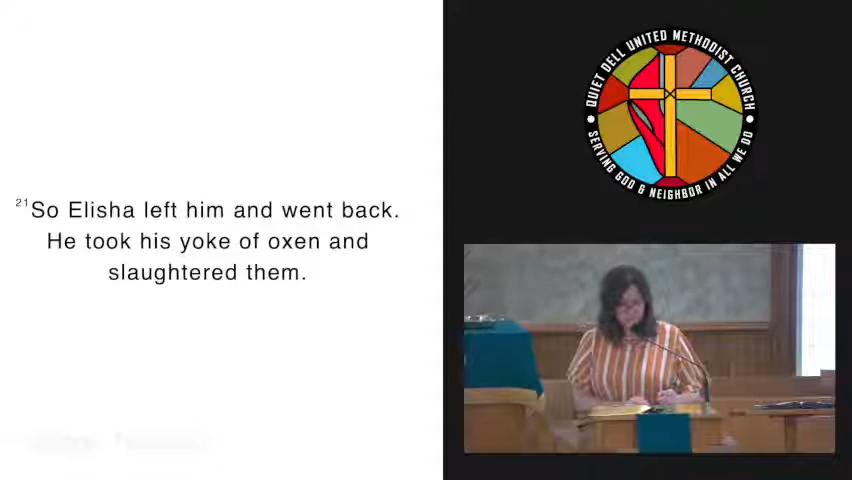 ²¹So Elisha left him and went back.
He took his yoke of oxen and
slaughtered them.
QUIET DELL UNITED METHODIST CHURCH
SERVING GOD & NEIGHBOR IN ALL WE DO